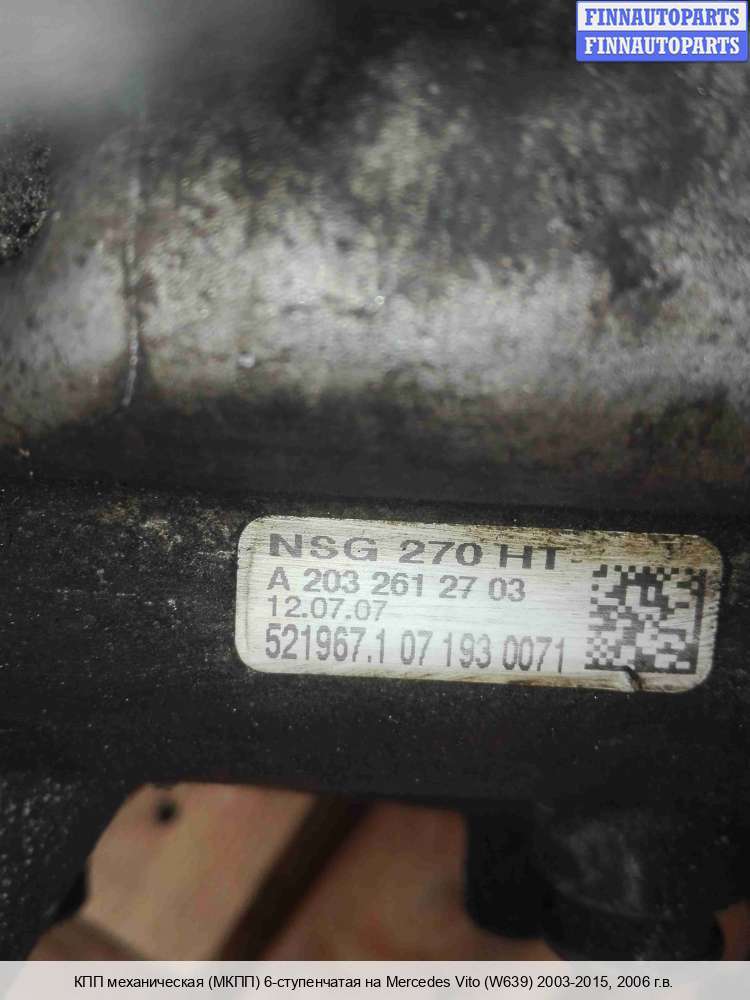 FINNAUTOPARTS
FINNAUTOPARTS
NSG 270 HT
A 203 261 27 03
12.07.07
521967.1 07 193 0071
КПП механическая (МКПП) 6-ступенчатая на Mercedes Vito (W639) 2003-2015, 2006 г.в.